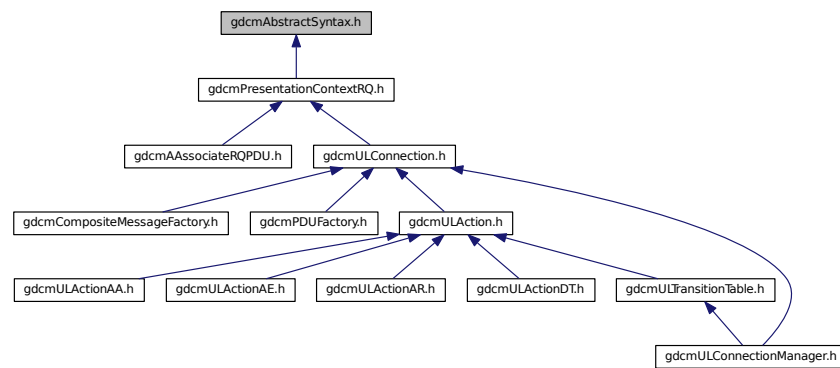 gdcmAbstractSyntax.h
gdcmPresentationContextRQ.h
gdcmAAssociateRQPDU.h
gdcmULConnection.h
gdcmCompositeMessageFactory.h
gdcmPDUFactory.h
gdcmULAction.h
gdcmULActionAA.h
gdcmULActionAE.h
gdcmULActionAR.h
gdcmULActionDT.h
gdcmULTransitionTable.h
gdcmULConnectionManager.h